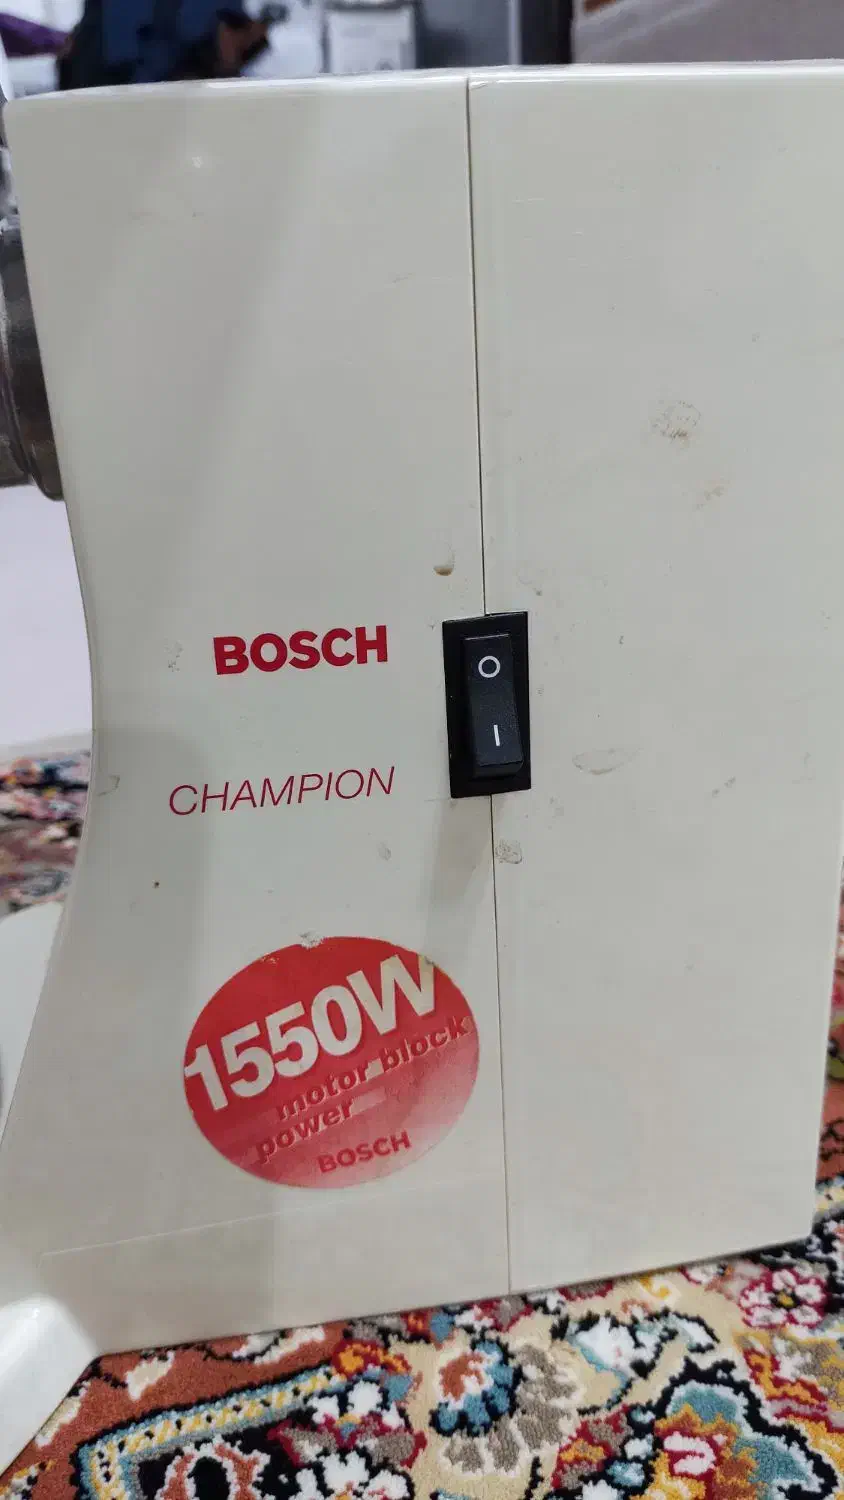 BOSCH
O
I
CHAMPION
1550W
motor block
power
BOSCH